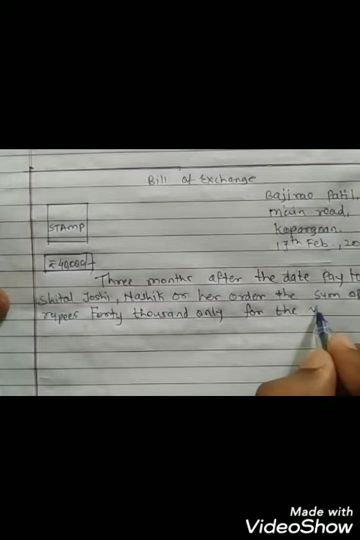 Bill of Exchange
Bajirao Patil,
main road,
Kopargaon.
17th Feb, 20
STAMP
₹40000/-
Three months after the date Pay to
Shital Joshi, Nashik or her order the sum of
rupees Forty thousand only for the v
Made with
VideoShow